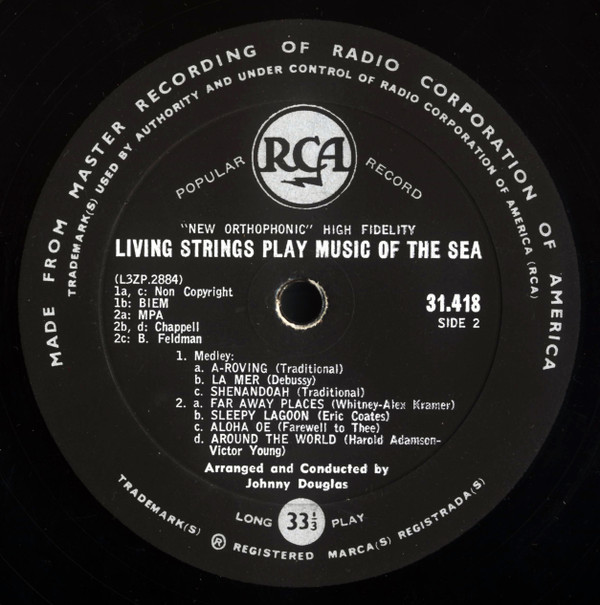 MADE FROM MASTER RECORDING OF RADIO CORPORATION OF AMERICA
TRADEMARK(S) USED BY AUTHORITY AND UNDER CONTROL OF RADIO CORPORATION OF AMERICA (RCA)
POPULAR RCA RECORD
"NEW ORTHOPHONIC" HIGH FIDELITY
LIVING STRINGS PLAY MUSIC OF THE SEA
(L3ZP.2884)
1a, c: Non Copyright
1b: BIEM
2a: MPA
2b, d: Chappell
2c: B. Feldman
31.418
SIDE 2
1. Medley:
a. A-ROVING (Traditional)
b. LA MER (Debussy)
c. SHENANDOAH (Traditional)
2. a. FAR AWAY PLACES (Whitney-Alex Kramer)
b. SLEEPY LAGOON (Eric Coates)
c. ALOHA OE (Farewell to Thee)
d. AROUND THE WORLD (Harold Adamson-
Victor Young)
Arranged and Conducted by
Johnny Douglas
LONG 33 1/3 PLAY
TRADEMARK(S) ® REGISTERED MARCA(S) REGISTRADA(S)